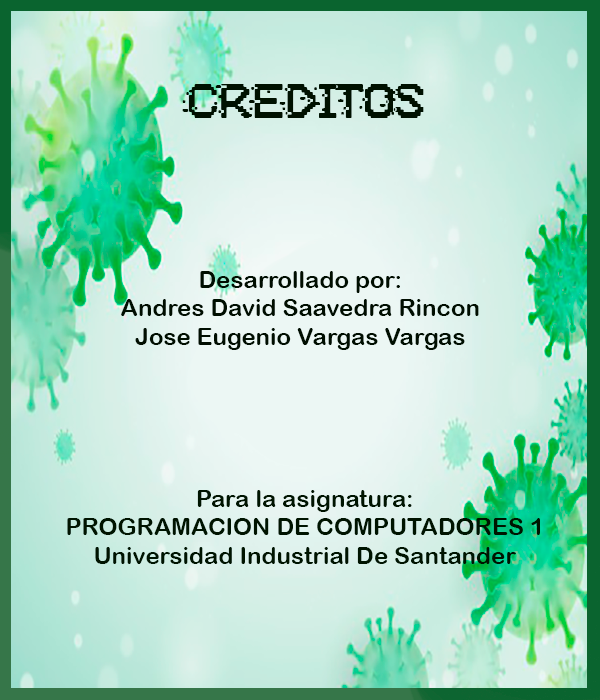 CREDITOS
Desarrollado por:
Andres David Saavedra Rincon
Jose Eugenio Vargas Vargas
Para la asignatura:
PROGRAMACION DE COMPUTADORES 1
Universidad Industrial De Santander